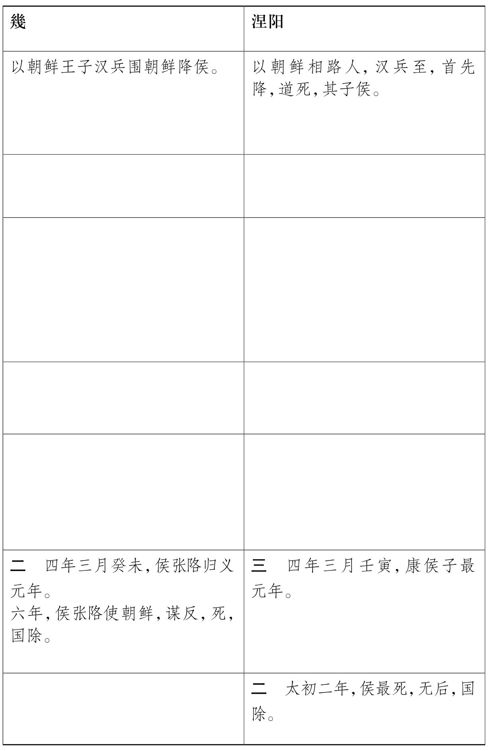 幾
涅阳
以朝鲜王子汉兵围朝鲜降侯。
以朝鲜相路人，汉兵至，首先
降，道死，其子侯。
二　四年三月癸未，侯张陷归义
元年。
六年，侯张陷使朝鲜，谋反，死，
国除。
三　四年三月壬寅，康侯子最
元年。
二　太初二年，侯最死，无后，国
除。